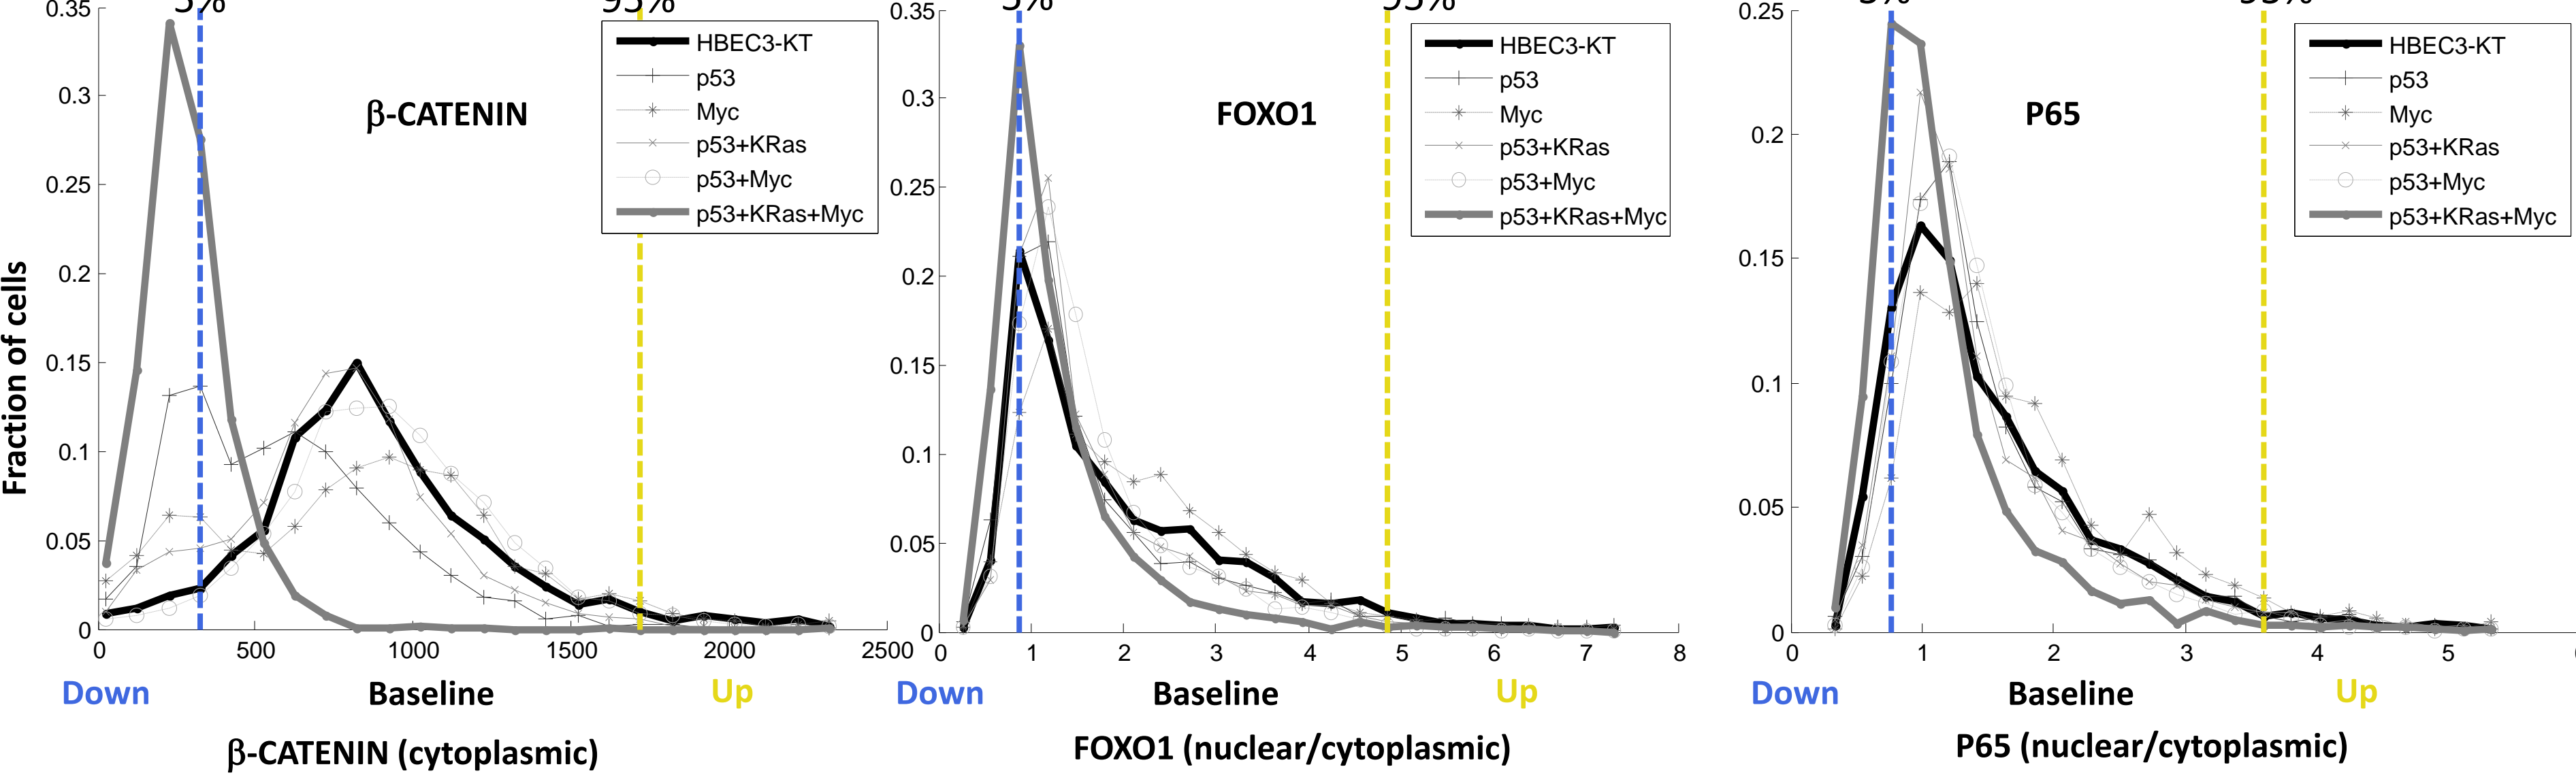 5% 95% 5% 95% 5% 95%
Fraction of cells
0.35
0.3
0.25
0.2
0.15
0.1
0.05
0
0 500 1000 1500 2000 2500
β-CATENIN
HBEC3-KT
p53
Myc
p53+KRas
p53+Myc
p53+KRas+Myc
Down Baseline Up
β-CATENIN (cytoplasmic)
0.35
0.3
0.25
0.2
0.15
0.1
0.05
0
0 1 2 3 4 5 6 7 8
FOXO1
HBEC3-KT
p53
Myc
p53+KRas
p53+Myc
p53+KRas+Myc
Down Baseline Up
FOXO1 (nuclear/cytoplasmic)
0.25
0.2
0.15
0.1
0.05
0
0 1 2 3 4 5
P65
HBEC3-KT
p53
Myc
p53+KRas
p53+Myc
p53+KRas+Myc
Down Baseline Up
P65 (nuclear/cytoplasmic)